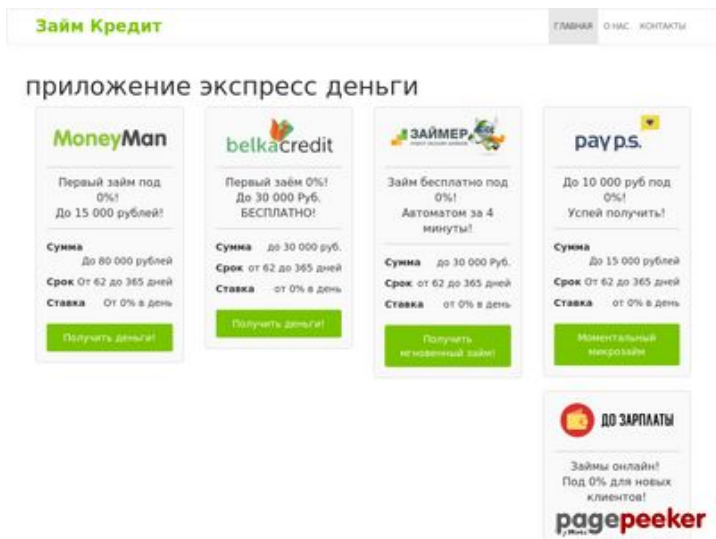 Займ Кредит
ГЛАВНАЯ О НАС. КОНТАКТЫ
приложение экспресс деньги
MoneyMan
Первый займ под
0%!
До 15 000 рублей!
Сумма
До 80 000 рублей
Срок От 62 до 365 дней
Ставка От 0% в день
Получить деньги!
belkacredit
Первый заём 0%!
До 30 000 Руб.
БЕСПЛАТНО!
Сумма до 30 000 руб.
Срок от 62 до 365 дней
Ставка от 0% в день
Получить деньги!
ЗАЙМЕР
Займ бесплатно под
0%!
Автоматом за 4
минуты!
Сумма до 30 000 Руб.
Срок от 62 до 365 дней
Ставка от 0% в день
Получить
мгновенный займ!
pay p.s.
До 10 000 руб под
0%!
Успей получить!
Сумма
До 15 000 рублей
Срок От 62 до 365 дней
Ставка от 0% в день
Моментальный
микрозайм
ДО ЗАРПЛАТЫ
Займы онлайн!
Под 0% для новых
клиентов!
pagepeeker